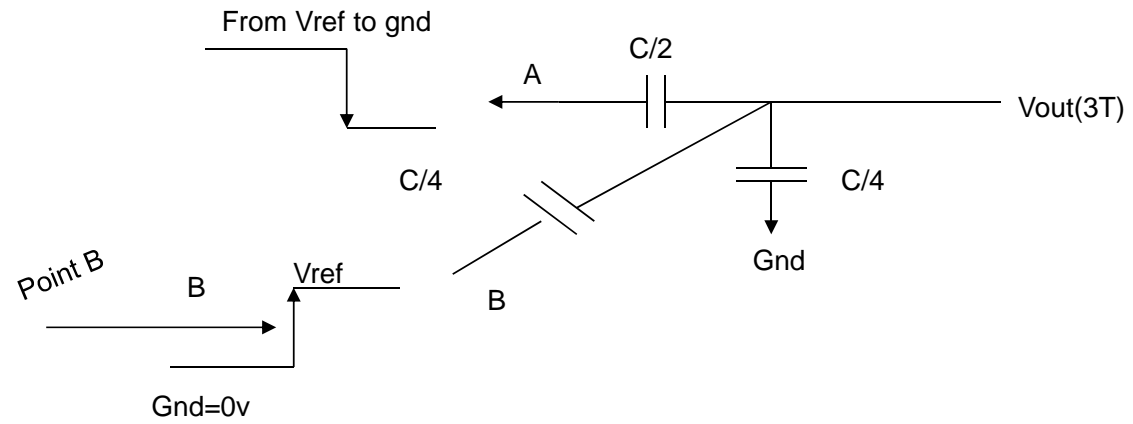 From Vref to gnd
C/2
A
Vout(3T)
C/4
C/4
Gnd
Point B
B
Vref
B
Gnd=0v